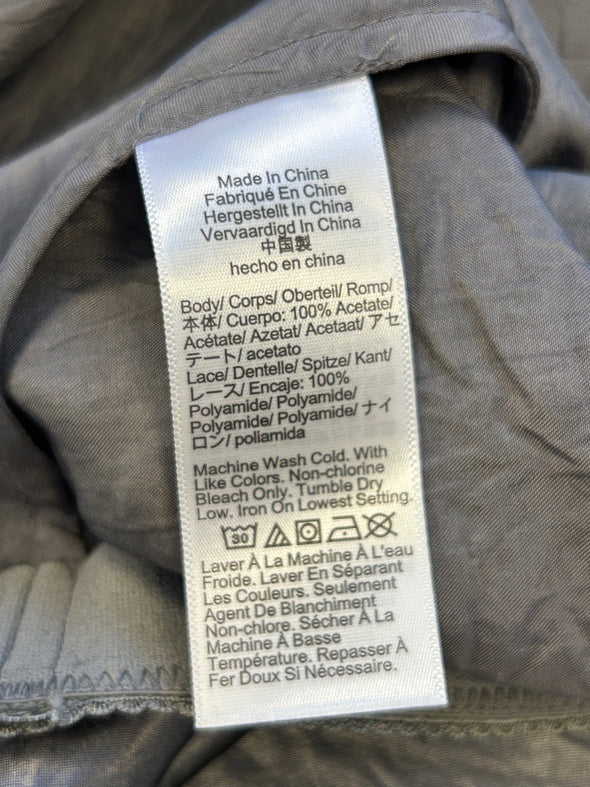 Made In China
Fabriqué En Chine
Hergestellt In China
Vervaardigd In China
中国製
hecho en china
Body/ Corps/ Oberteil/ Romp/
本体/ Cuerpo: 100% Acetate/
Acétate/ Azetat/ Acetaat/ アセ
テート/ acetato
Lace/ Dentelle/ Spitze/ Kant/
レース/ Encaje: 100%
Polyamide/ Polyamide/
Polyamide/ Polyamide/ ナイ
ロン/ poliamida
Machine Wash Cold. With
Like Colors. Non-chlorine
Bleach Only. Tumble Dry
Low. Iron On Lowest Setting.
30
Laver À La Machine À L'eau
Froide. Laver En Séparant
Les Couleurs. Seulement
Agent De Blanchiment
Non-chlore. Sécher À La
Machine À Basse
Température. Repasser À
Fer Doux Si Nécessaire.